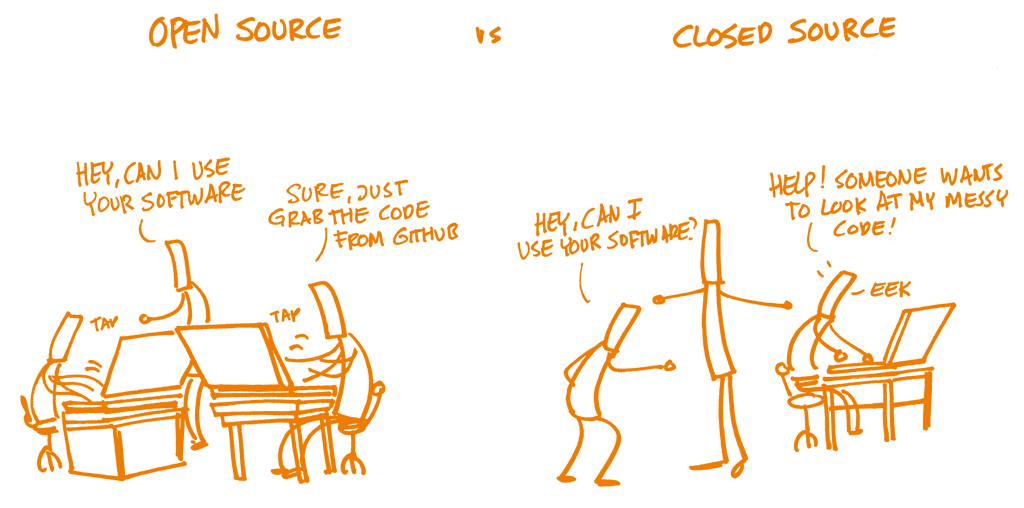 OPEN SOURCE vs CLOSED SOURCE
HEY, CAN I USE
YOUR SOFTWARE
SURE, JUST
GRAB THE CODE
FROM GITHUB
TAP
TAP
HEY, CAN I
USE YOUR SOFTWARE?
HELP! SOMEONE WANTS
TO LOOK AT MY MESSY
CODE!
EEK